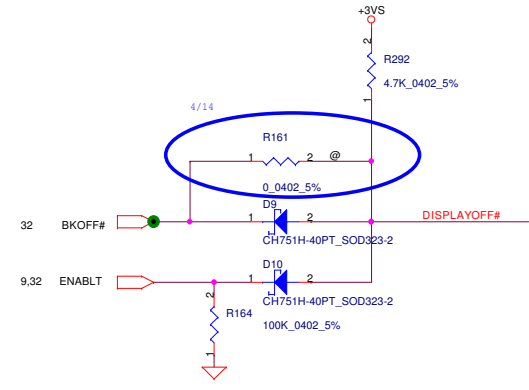 +3VS
2
R292
4.7K_0402_5%
1
4/14
R161
1 2 @
0_0402_5%
D9
32 BKOFF# 1 2 DISPLAYOFF#
CH751H-40PT_SOD323-2
D10
9,32 ENABLT 1 2
CH751H-40PT_SOD323-2
2
R164
100K_0402_5%
1